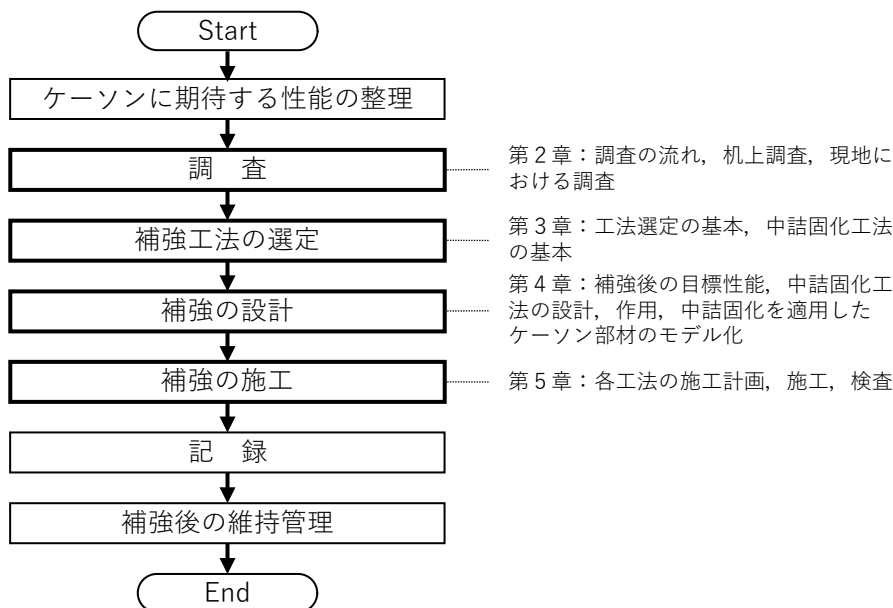 Start
ケーソンに期待する性能の整理
調　査
第２章：調査の流れ，机上調査，現地に
おける調査
補強工法の選定
第３章：工法選定の基本，中詰固化工法
の基本
補強の設計
第４章：補強後の目標性能，中詰固化工
法の設計，作用，中詰固化を適用した
ケーソン部材のモデル化
補強の施工
第５章：各工法の施工計画，施工，検査
記　録
補強後の維持管理
End